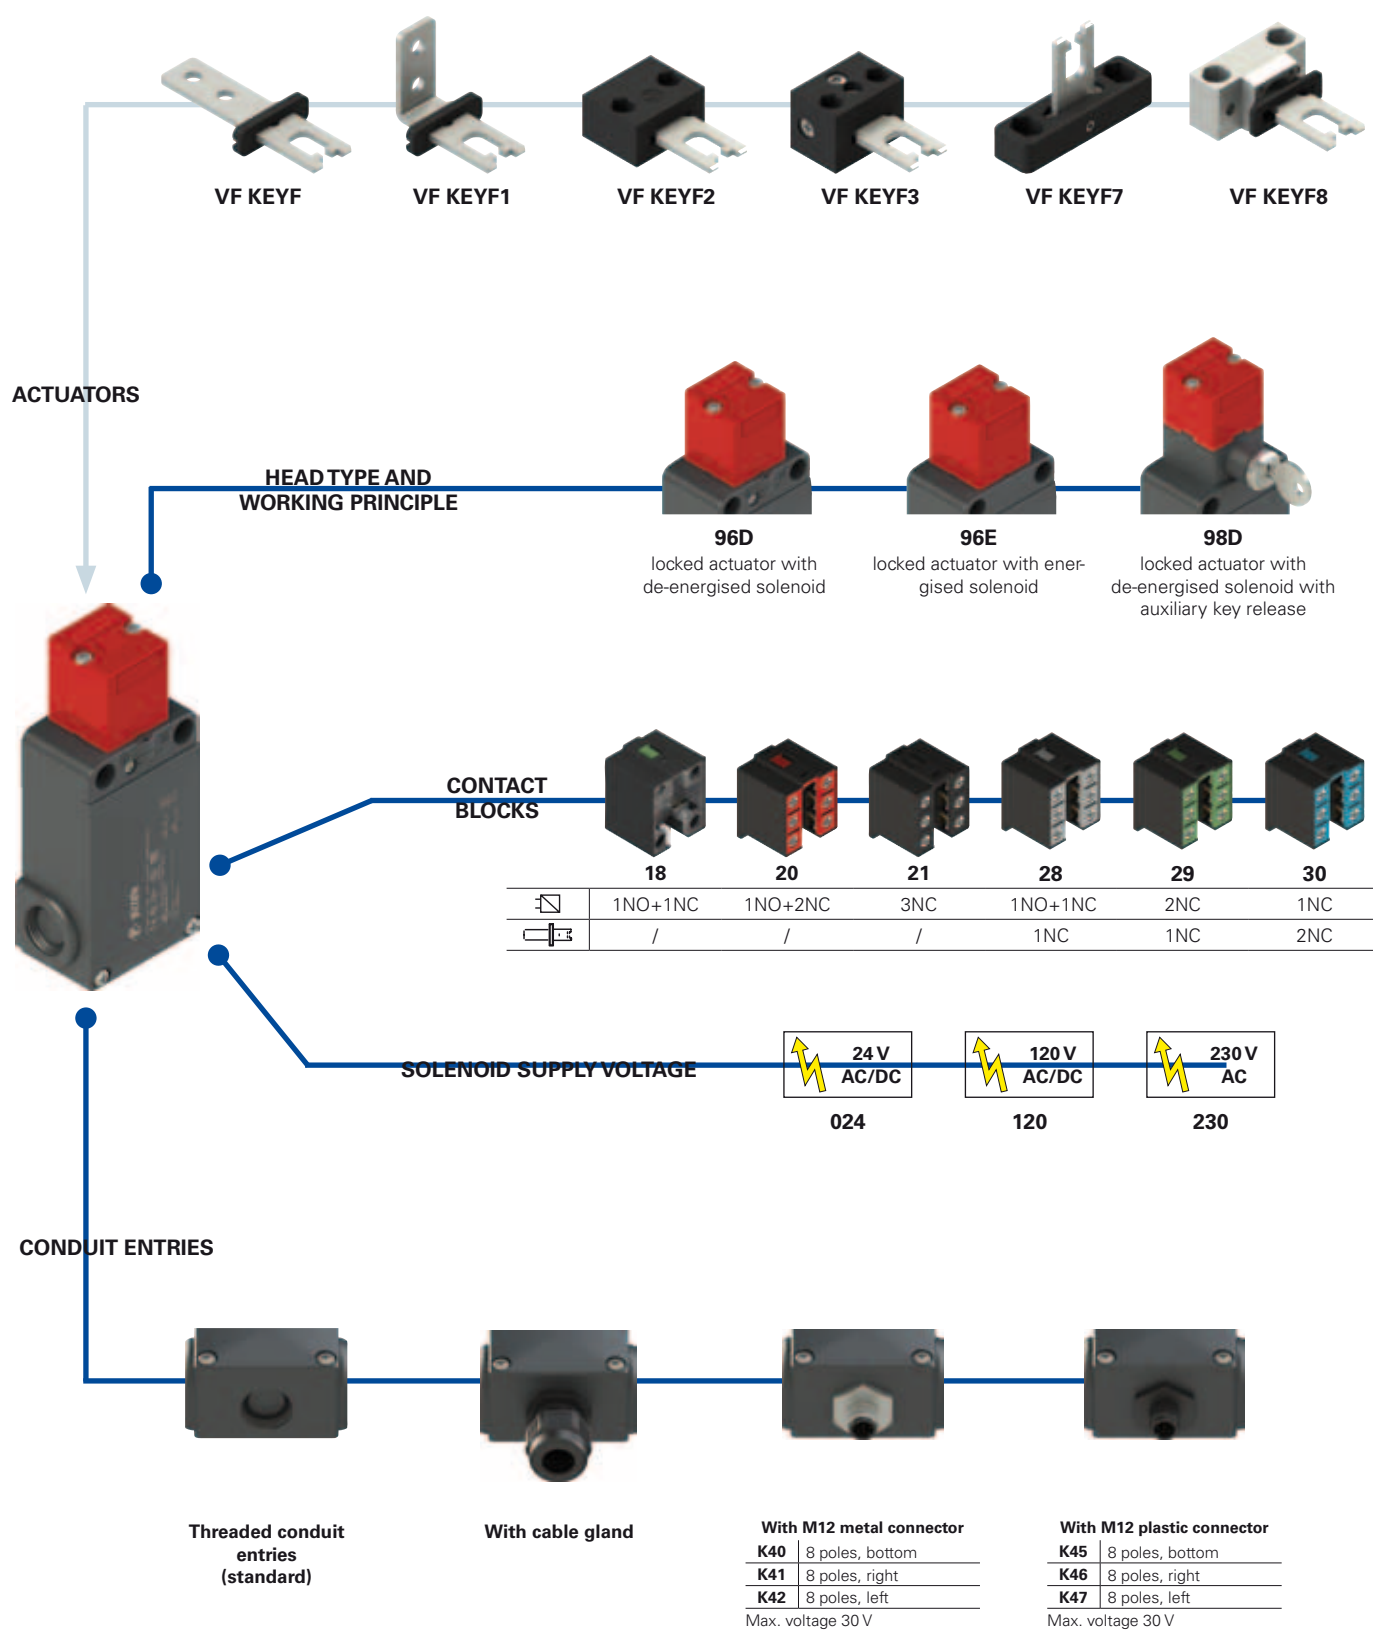 VF KEYF VF KEYF1 VF KEYF2 VF KEYF3 VF KEYF7 VF KEYF8
ACTUATORS
HEAD TYPE AND
WORKING PRINCIPLE
96D
locked actuator with
de-energised solenoid
96E
locked actuator with ener-
gised solenoid
98D
locked actuator with
de-energised solenoid with
auxiliary key release
CONTACT
BLOCKS
18 20 21 28 29 30
1NO+1NC 1NO+2NC 3NC 1NO+1NC 2NC 1NC
/ / / 1NC 1NC 2NC
SOLENOID SUPPLY VOLTAGE
24 V
AC/DC
024
120 V
AC/DC
120
230 V
AC
230
CONDUIT ENTRIES
Threaded conduit
entries
(standard)
With cable gland
With M12 metal connector
K40 8 poles, bottom
K41 8 poles, right
K42 8 poles, left
Max. voltage 30 V
With M12 plastic connector
K45 8 poles, bottom
K46 8 poles, right
K47 8 poles, left
Max. voltage 30 V